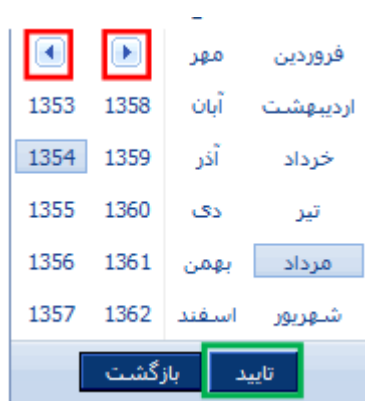 فروردین مهر
اردیبهشت آبان 1358 1353
خرداد آذر 1359 1354
تیر دی 1360 1355
مرداد بهمن 1361 1356
شهریور اسفند 1362 1357
تایید بازگشت